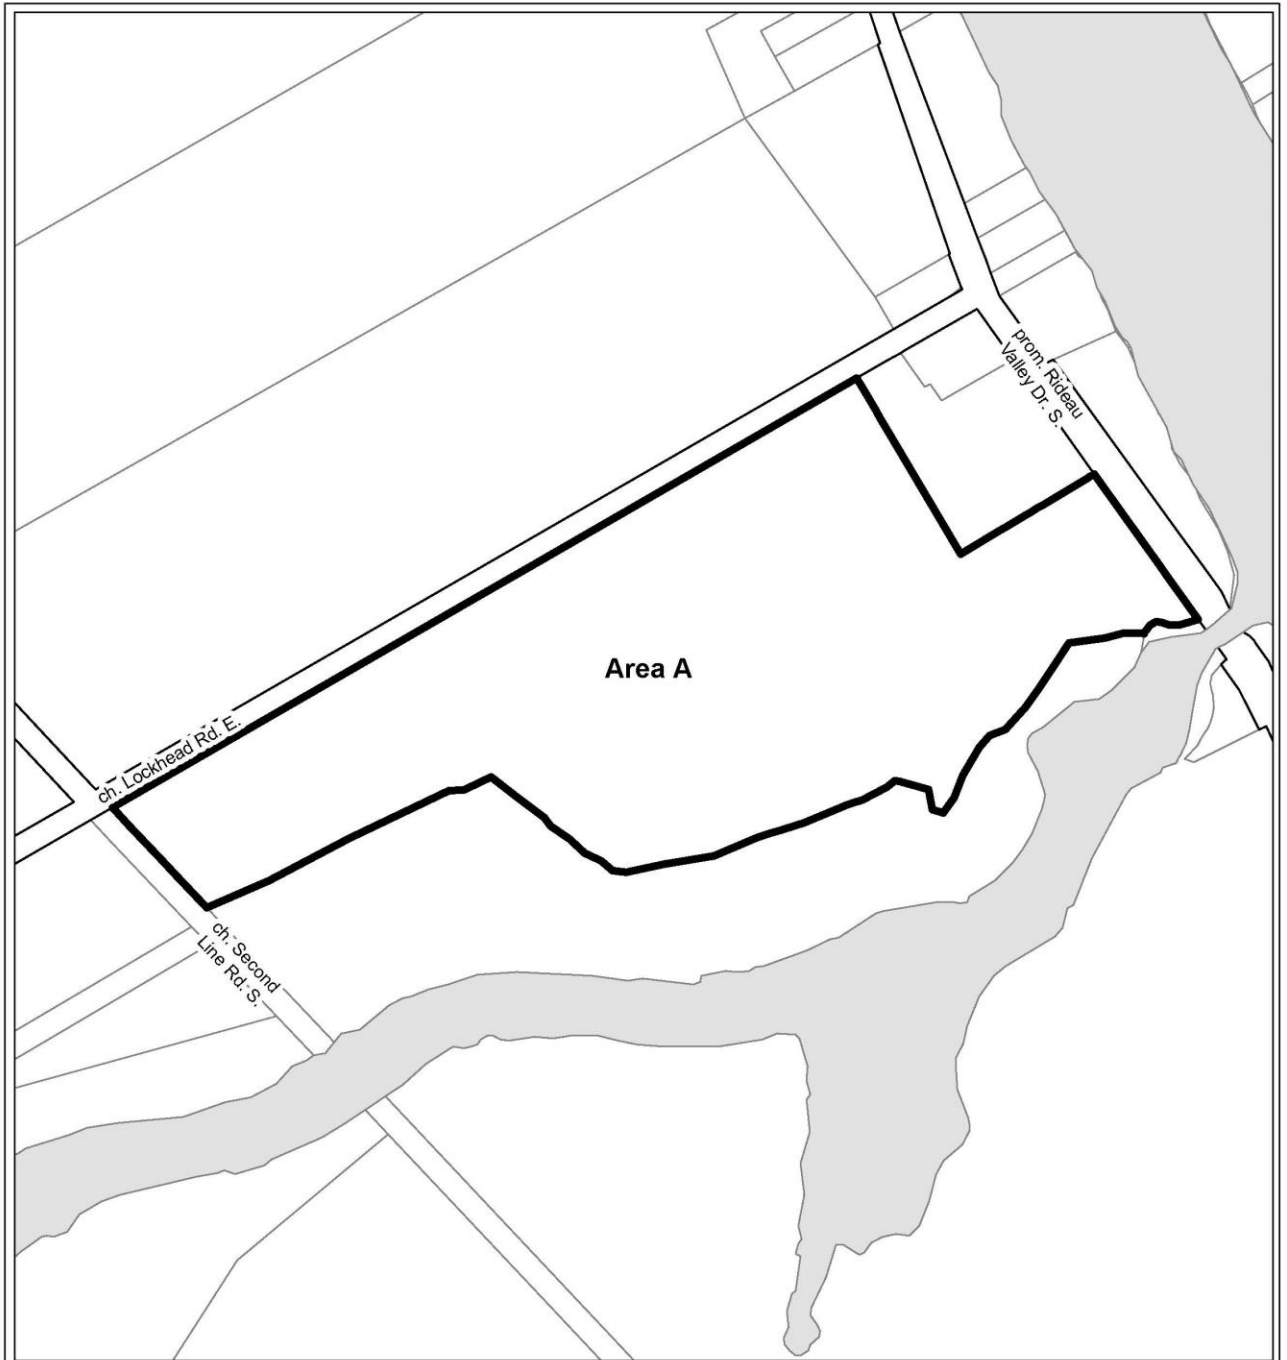 prom. Rideau
Valley Dr. S.
Area A
ch. Lockhead Rd. E.
ch. Second
Line Rd. S.